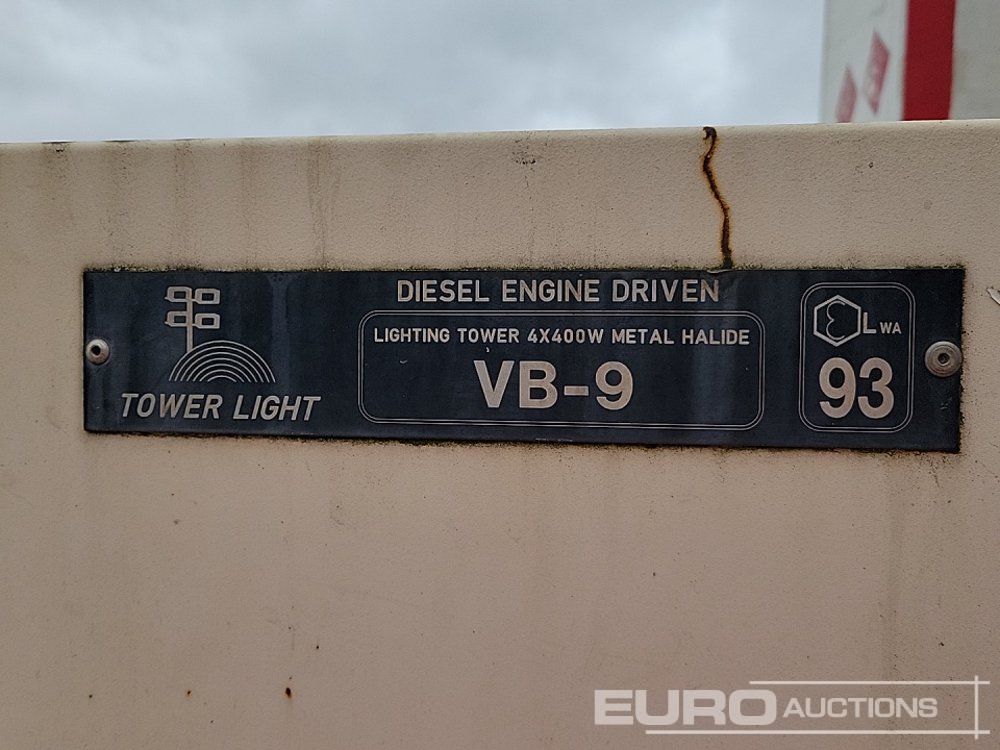 DIESEL ENGINE DRIVEN
LIGHTING TOWER 4X400W METAL HALIDE
VB-9
TOWER LIGHT
LWA
93
EURO AUCTIONS